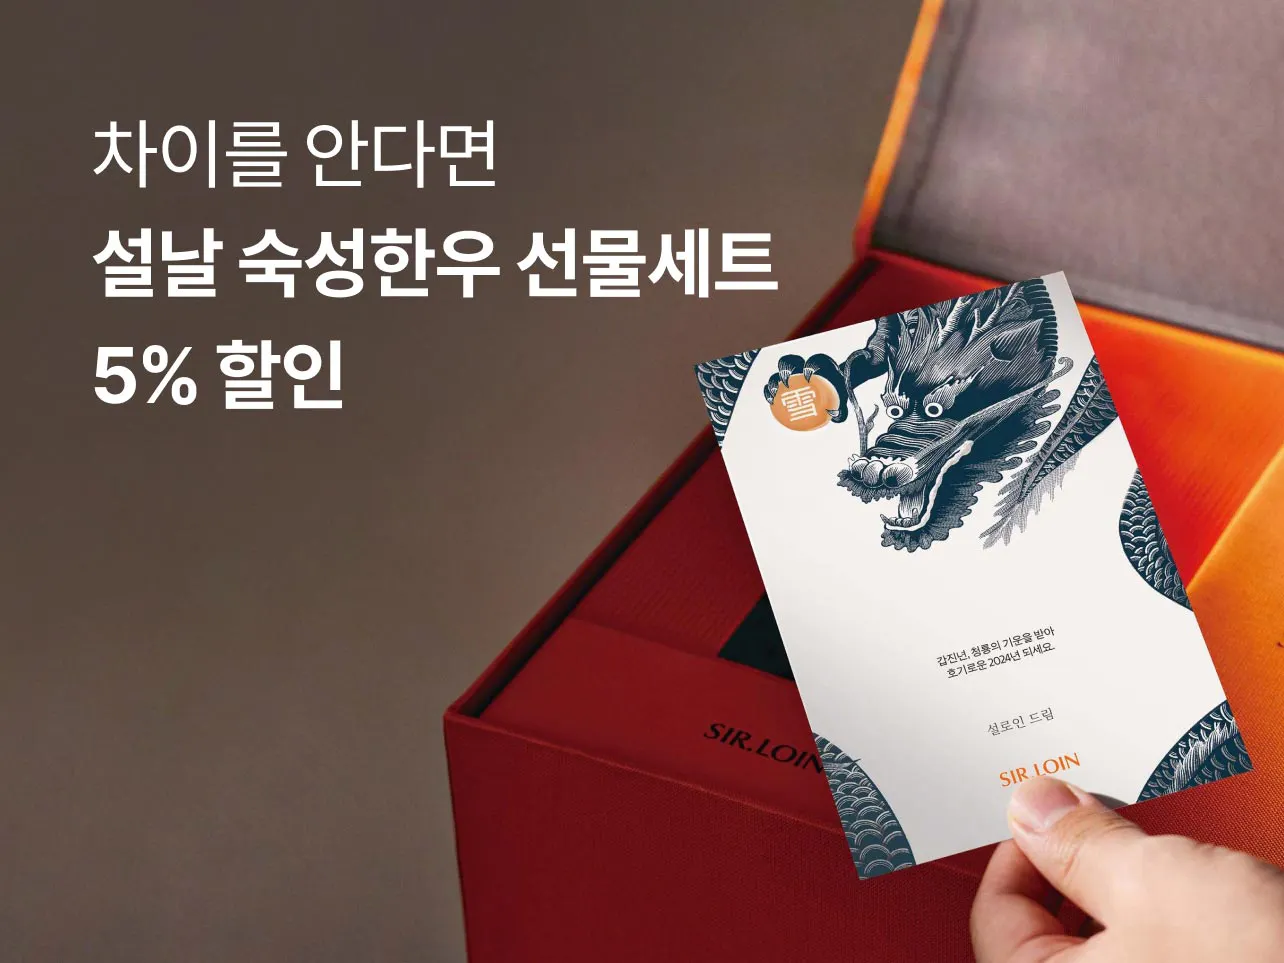 차이를 안다면
설날 숙성한우 선물세트
5% 할인
雪
갑진년, 청룡의 기운을 받아
호기로운 2024년 되세요.
설로인 드림
SIR.LOIN
SIR.LOIN